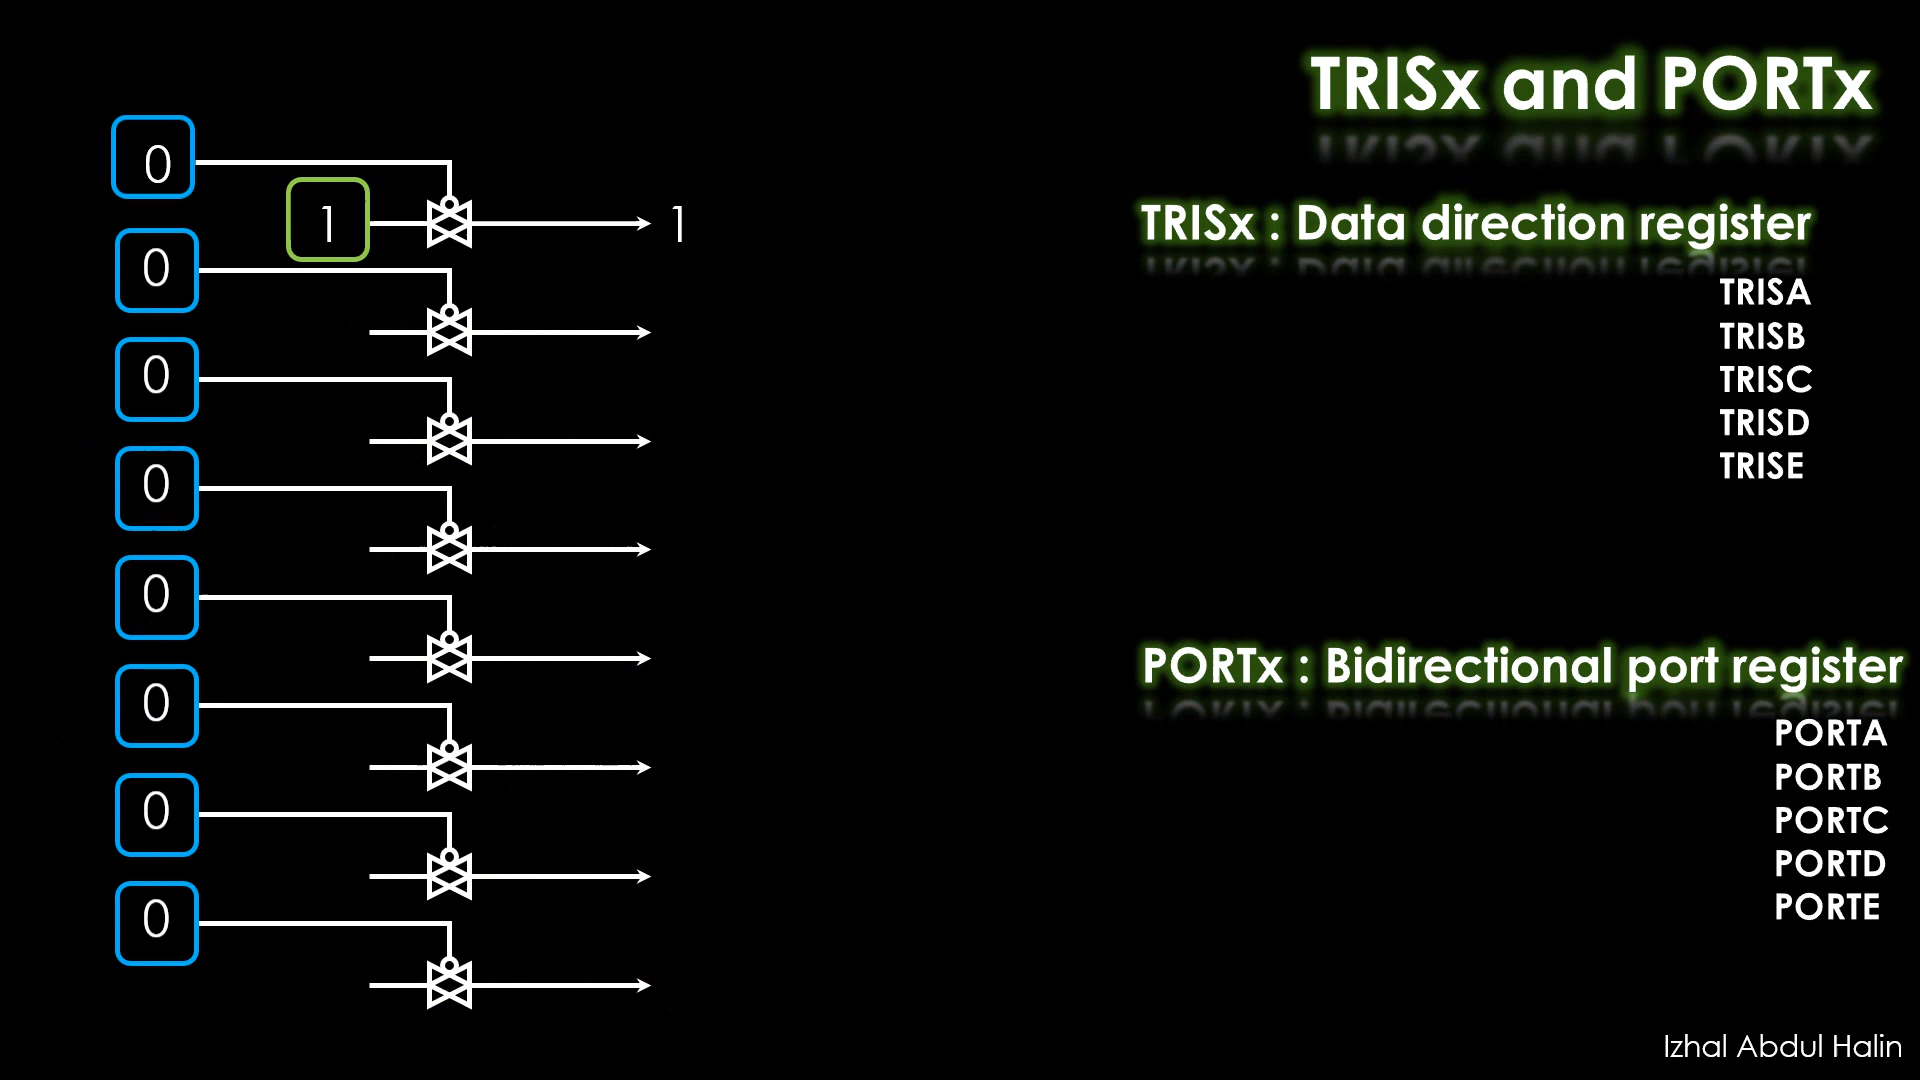 TRISx and PORTx
0
1 1
0
0
0
0
0
0
0
TRISx : Data direction register
TRISA
TRISB
TRISC
TRISD
TRISE
PORTx : Bidirectional port register
PORTA
PORTB
PORTC
PORTD
PORTE
Izhal Abdul Halin